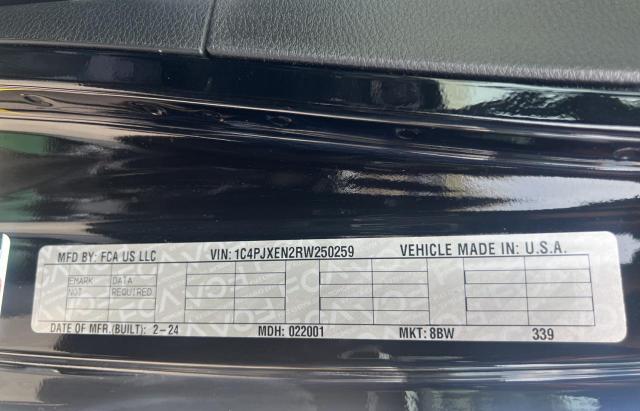 MFD BY: FCA US LLC VIN: 1C4PJXEN2RW250259 VEHICLE MADE IN: U.S.A.
EMARK DATA
NOT REQUIRED
DATE OF MFR.(BUILT): 2-24 MDH: 022001 MKT: 8BW 339